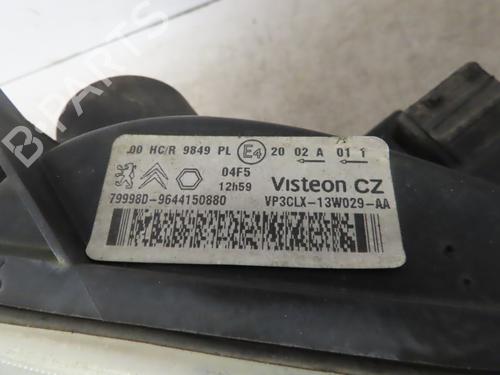 00 HC/R 9849 PL E4 20 02 A 01 1
04F5
12h59
Visteon CZ
79998D-9644150880
VP3CLX-13W029-AA
B-PARTS